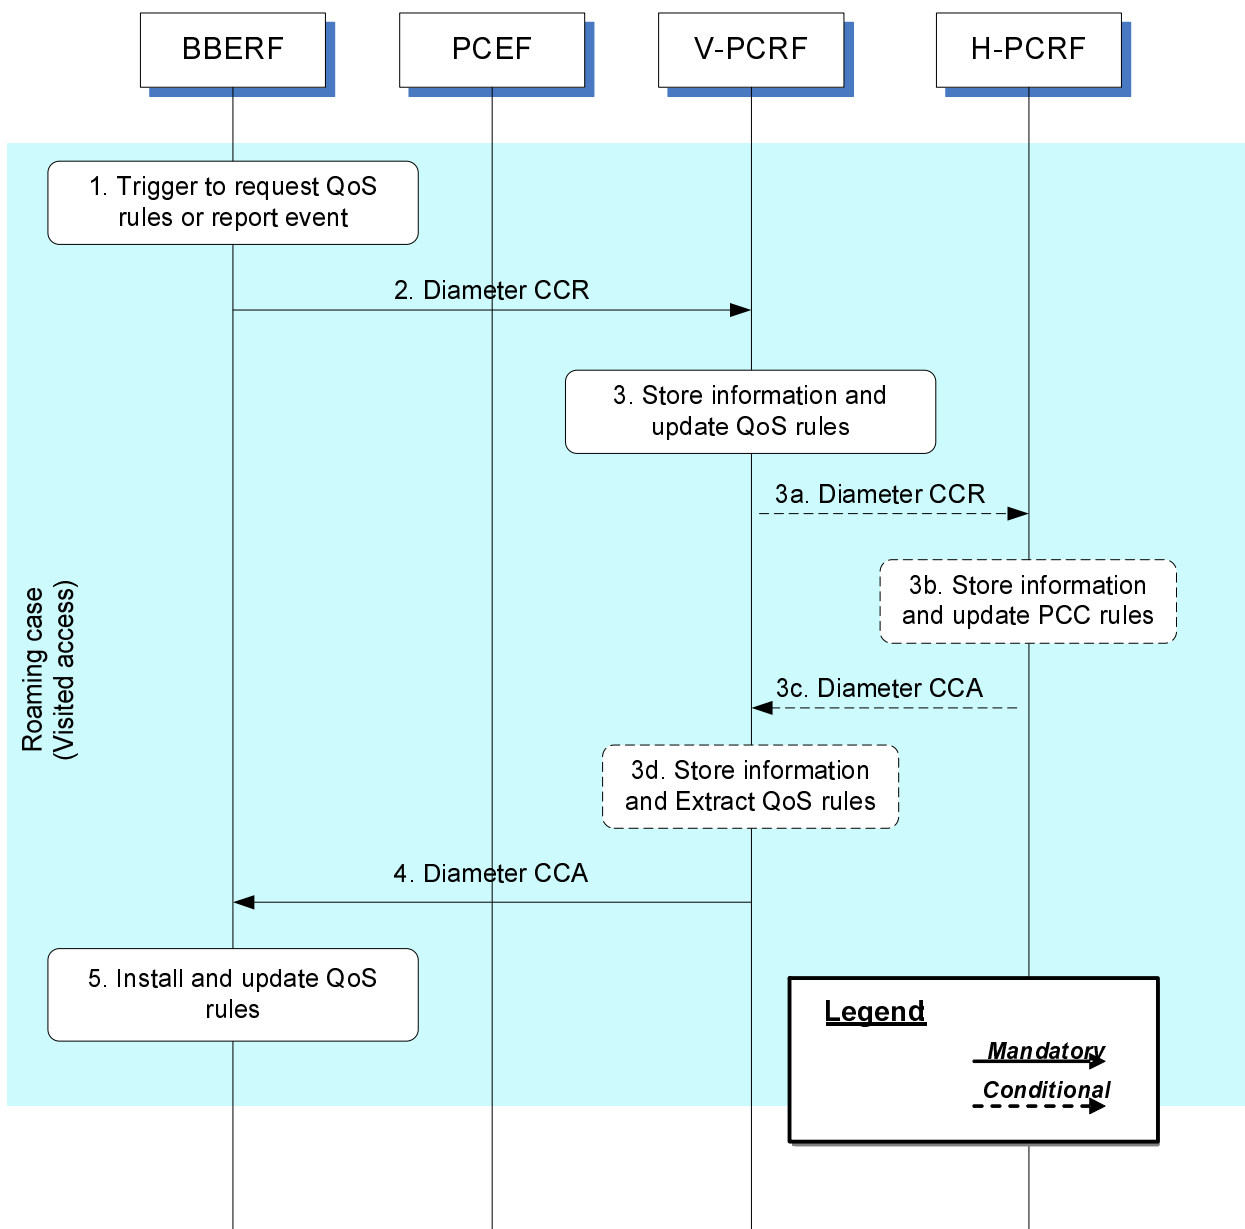 BBERF
PCEF
V-PCRF
H-PCRF
1. Trigger to request QoS
rules or report event
2. Diameter CCR
3. Store information and
update QoS rules
3a. Diameter CCR
3b. Store information
and update PCC rules
Roaming case
(Visited access)
3c. Diameter CCA
3d. Store information
and Extract QoS rules
4. Diameter CCA
5. Install and update QoS
rules
Legend:
Mandatory
Conditional